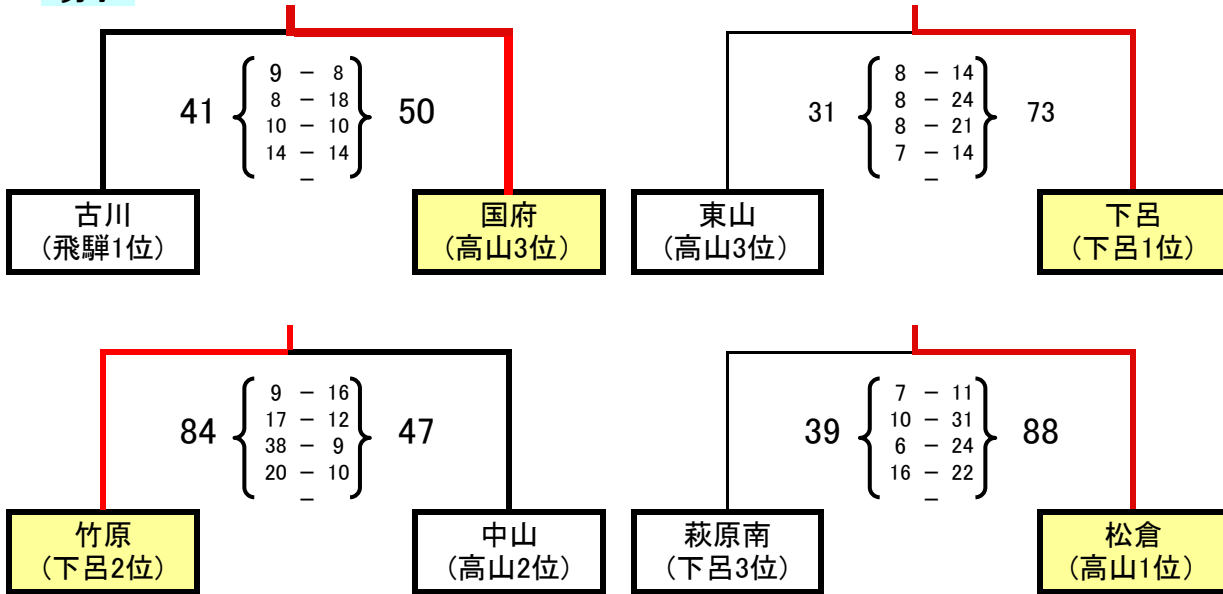 9 － 8
8 － 18
41 50
10 － 10
14 － 14
－
古川
(飛騨1位)
国府
(高山3位)
8 － 14
8 － 24
31 73
8 － 21
7 － 14
－
東山
(高山3位)
下呂
(下呂1位)
9 － 16
17 － 12
84 47
38 － 9
20 － 10
－
竹原
(下呂2位)
中山
(高山2位)
7 － 11
10 － 31
39 88
6 － 24
16 － 22
－
萩原南
(下呂3位)
松倉
(高山1位)